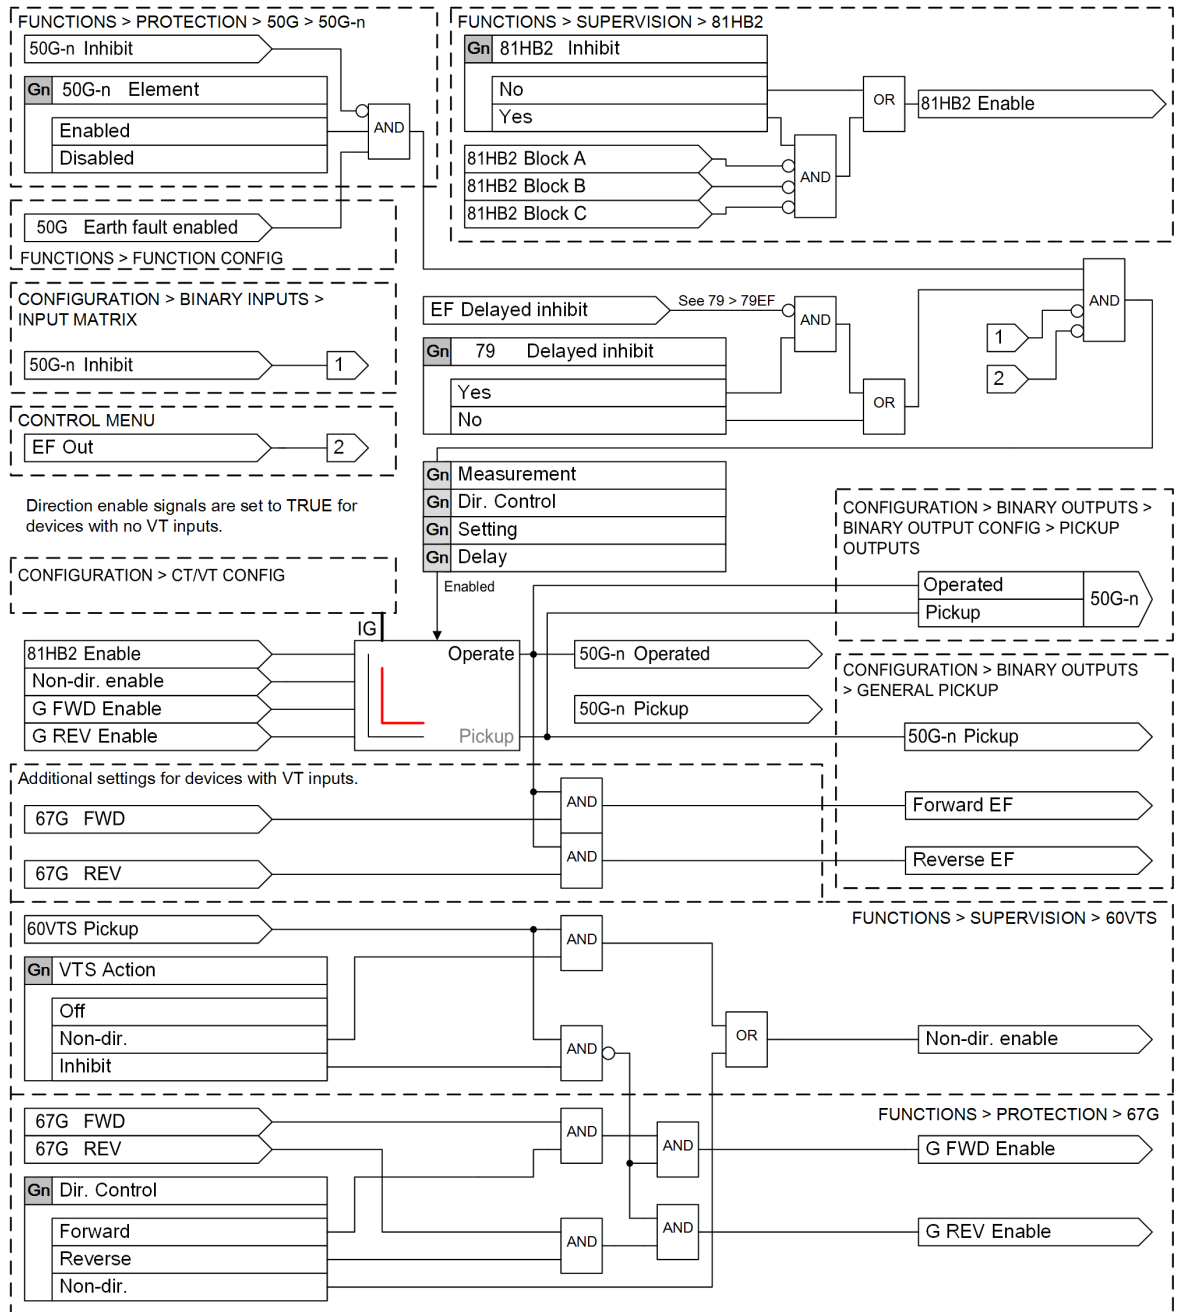 FUNCTIONS > PROTECTION > 50G > 50G-n
50G-n Inhibit
Gn 50G-n Element
Enabled
Disabled
AND
50G Earth fault enabled
FUNCTIONS > FUNCTION CONFIG
FUNCTIONS > SUPERVISION > 81HB2
Gn 81HB2 Inhibit
No
Yes
81HB2 Block A
81HB2 Block B
81HB2 Block C
AND
OR
81HB2 Enable
CONFIGURATION > BINARY INPUTS >
INPUT MATRIX
50G-n Inhibit
1
CONTROL MENU
EF Out
2
EF Delayed inhibit
See 79 > 79EF
AND
Gn 79 Delayed inhibit
Yes
No
OR
1
2
AND
Direction enable signals are set to TRUE for
devices with no VT inputs.
Gn Measurement
Gn Dir. Control
Gn Setting
Gn Delay
Enabled
CONFIGURATION > CT/VT CONFIG
IG
81HB2 Enable
Non-dir. enable
G FWD Enable
G REV Enable
Operate
Pickup
50G-n Operated
50G-n Pickup
CONFIGURATION > BINARY OUTPUTS >
BINARY OUTPUT CONFIG > PICKUP
OUTPUTS
Operated
Pickup
50G-n
CONFIGURATION > BINARY OUTPUTS
> GENERAL PICKUP
50G-n Pickup
Forward EF
Reverse EF
Additional settings for devices with VT inputs.
67G FWD
67G REV
AND
AND
FUNCTIONS > SUPERVISION > 60VTS
60VTS Pickup
Gn VTS Action
Off
Non-dir.
Inhibit
AND
AND
OR
Non-dir. enable
FUNCTIONS > PROTECTION > 67G
67G FWD
67G REV
Gn Dir. Control
Forward
Reverse
Non-dir.
AND
AND
AND
AND
G FWD Enable
G REV Enable